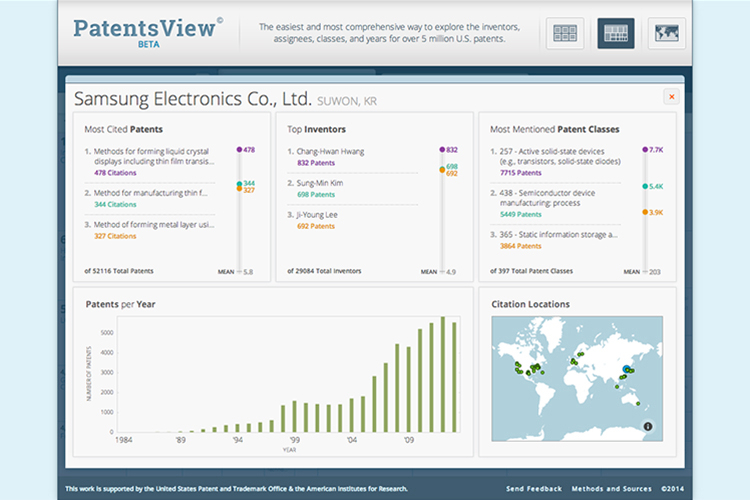 PatentsView©
BETA
The easiest and most comprehensive way to explore the inventors,
assignees, classes, and years for over 5 million U.S. patents.
Samsung Electronics Co., Ltd. SUWON, KR
×
Most Cited Patents
1. Methods for forming liquid crystal
displays including thin film transis...
478 Citations
2. Method for manufacturing thin f...
344 Citations
3. Method of forming metal layer usi...
327 Citations
478
344
327
of 52116 Total Patents
MEAN 5.8
Top Inventors
1. Chang-Hwan Hwang
832 Patents
2. Sung-Min Kim
698 Patents
3. Ji-Young Lee
692 Patents
832
698
692
of 29084 Total Inventors
MEAN 4.9
Most Mentioned Patent Classes
1. 257 - Active solid-state devices
(e.g., transistors, solid-state diodes)
7715 Patents
2. 438 - Semiconductor device
manufacturing: process
5449 Patents
3. 365 - Static information storage a...
3864 Patents
7.7K
5.4K
3.9K
of 397 Total Patent Classes
MEAN 203
Patents per Year
NUMBER OF PATENTS
5000
4000
3000
2000
1000
0
1984 '89 '94 '99 '04 '09
YEAR
Citation Locations
i
This work is supported by the United States Patent and Trademark Office & the American Institutes for Research.
Send Feedback Methods and Sources ©2014